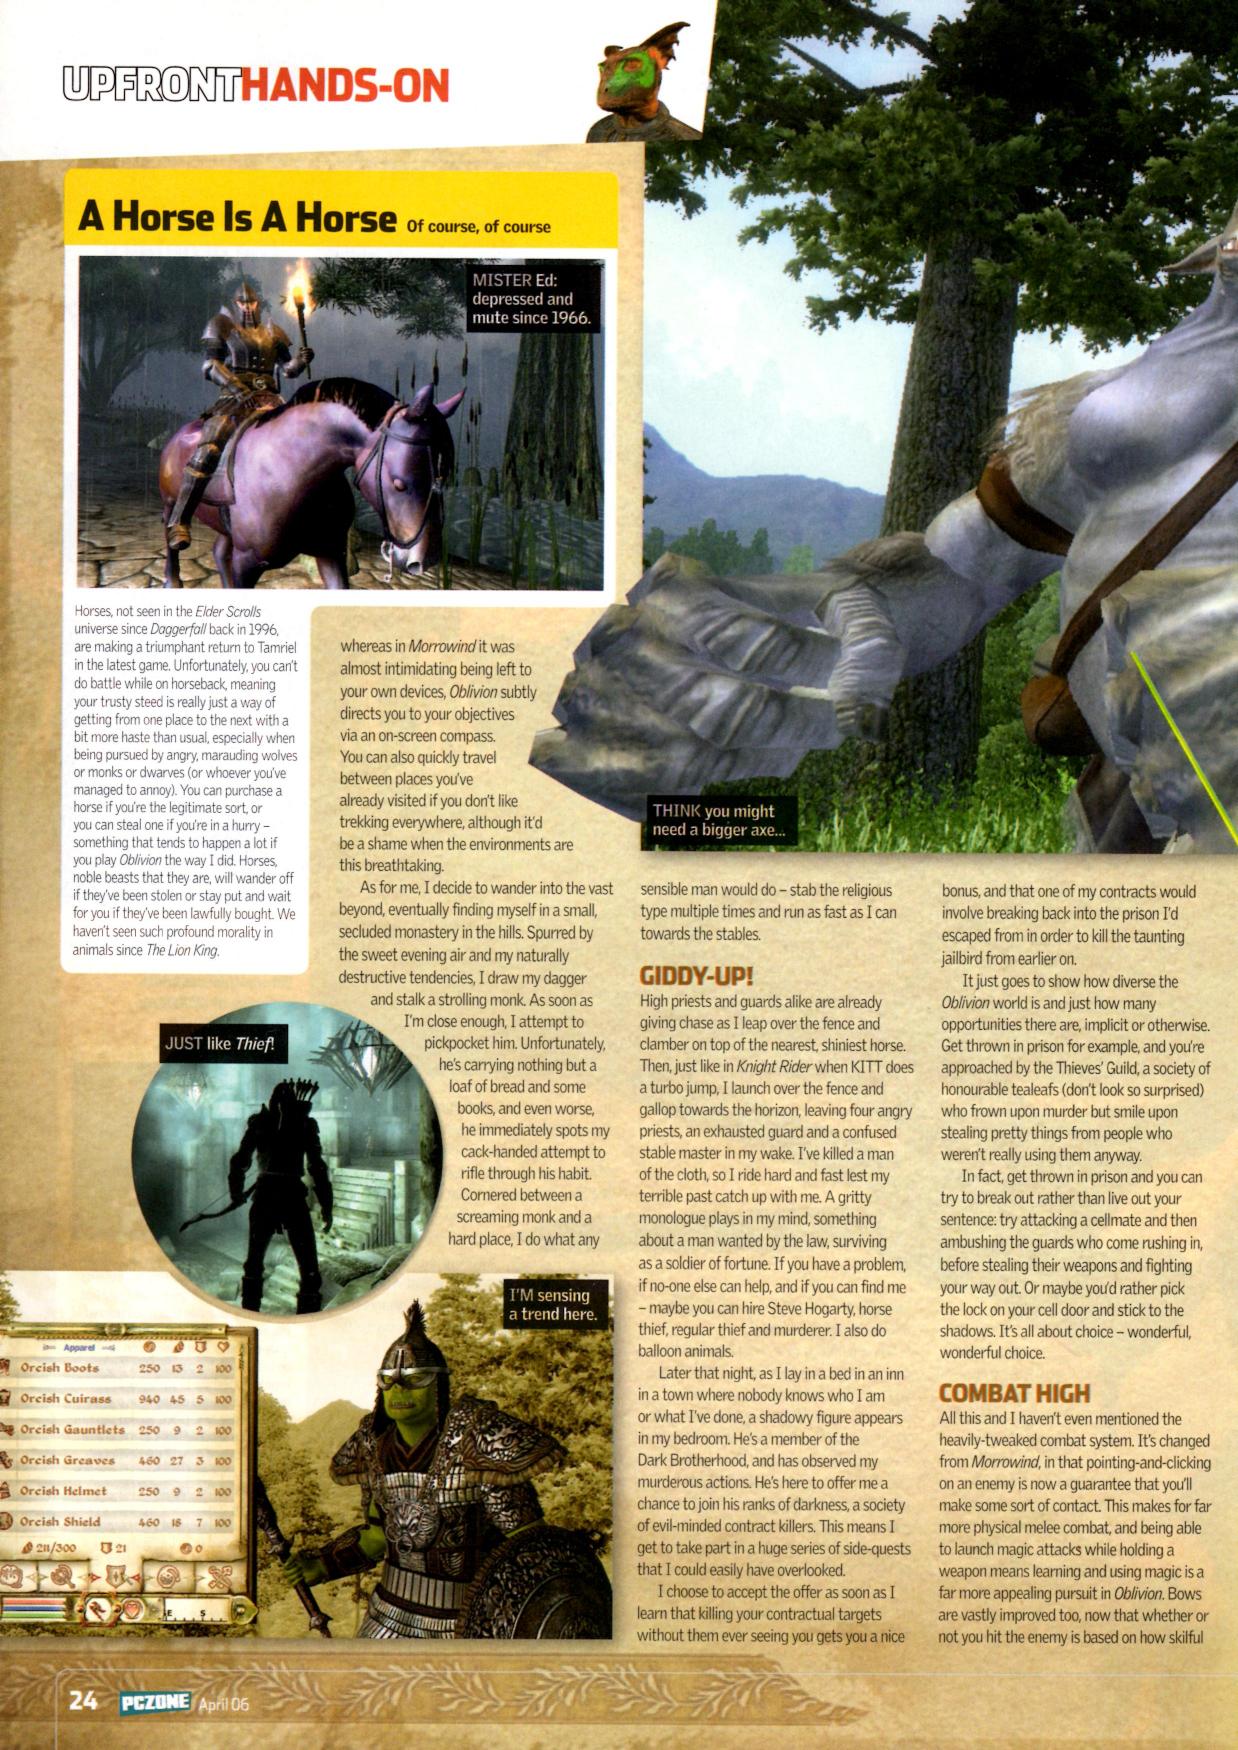 UPFRONTHANDS-ON
A Horse Is A Horse Of course, of course
MISTER Ed:
depressed and
mute since 1966.
Horses, not seen in the Elder Scrolls
universe since Daggerfall back in 1996,
are making a triumphant return to Tamriel
in the latest game. Unfortunately, you can't
do battle while on horseback, meaning
your trusty steed is really just a way of
getting from one place to the next with a
bit more haste than usual, especially when
being pursued by angry, marauding wolves
or monks or dwarves (or whoever you've
managed to annoy). You can purchase a
horse if you're the legitimate sort, or
you can steal one if you're in a hurry –
something that tends to happen a lot if
you play Oblivion the way I did. Horses,
noble beasts that they are, will wander off
if they've been stolen or stay put and wait
for you if they've been lawfully bought. We
haven't seen such profound morality in
animals since The Lion King.
whereas in Morrowind it was
almost intimidating being left to
your own devices, Oblivion subtly
directs you to your objectives
via an on-screen compass.
You can also quickly travel
between places you've
already visited if you don't like
trekking everywhere, although it'd
be a shame when the environments are
this breathtaking.
As for me, I decide to wander into the vast
beyond, eventually finding myself in a small,
secluded monastery in the hills. Spurred by
the sweet evening air and my naturally
destructive tendencies, I draw my dagger
and stalk a strolling monk. As soon as
I'm close enough, I attempt to
pickpocket him. Unfortunately,
he's carrying nothing but a
loaf of bread and some
books, and even worse,
he immediately spots my
cack-handed attempt to
rifle through his habit.
Cornered between a
screaming monk and a
hard place, I do what any
JUST like Thief!
I'M sensing
a trend here.
Apparel
Orcish Boots 250 13 2 100
Orcish Cuirass 940 45 5 100
Orcish Gauntlets 250 9 2 100
Orcish Greaves 460 27 3 100
Orcish Helmet 250 9 2 100
Orcish Shield 460 18 7 100
211/300 21 0
E S
THINK you might
need a bigger axe...
sensible man would do – stab the religious
type multiple times and run as fast as I can
towards the stables.
GIDDY-UP!
High priests and guards alike are already
giving chase as I leap over the fence and
clamber on top of the nearest, shiniest horse.
Then, just like in Knight Rider when KITT does
a turbo jump, I launch over the fence and
gallop towards the horizon, leaving four angry
priests, an exhausted guard and a confused
stable master in my wake. I've killed a man
of the cloth, so I ride hard and fast lest my
terrible past catch up with me. A gritty
monologue plays in my mind, something
about a man wanted by the law, surviving
as a soldier of fortune. If you have a problem,
if no-one else can help, and if you can find me
– maybe you can hire Steve Hogarty, horse
thief, regular thief and murderer. I also do
balloon animals.
Later that night, as I lay in a bed in an inn
in a town where nobody knows who I am
or what I've done, a shadowy figure appears
in my bedroom. He's a member of the
Dark Brotherhood, and has observed my
murderous actions. He's here to offer me a
chance to join his ranks of darkness, a society
of evil-minded contract killers. This means I
get to take part in a huge series of side-quests
that I could easily have overlooked.
I choose to accept the offer as soon as I
learn that killing your contractual targets
without them ever seeing you gets you a nice
bonus, and that one of my contracts would
involve breaking back into the prison I'd
escaped from in order to kill the taunting
jailbird from earlier on.
It just goes to show how diverse the
Oblivion world is and just how many
opportunities there are, implicit or otherwise.
Get thrown in prison for example, and you're
approached by the Thieves' Guild, a society of
honourable tealeafs (don't look so surprised)
who frown upon murder but smile upon
stealing pretty things from people who
weren't really using them anyway.
In fact, get thrown in prison and you can
try to break out rather than live out your
sentence: try attacking a cellmate and then
ambushing the guards who come rushing in,
before stealing their weapons and fighting
your way out. Or maybe you'd rather pick
the lock on your cell door and stick to the
shadows. It's all about choice – wonderful,
wonderful choice.
COMBAT HIGH
All this and I haven't even mentioned the
heavily-tweaked combat system. It's changed
from Morrowind, in that pointing-and-clicking
on an enemy is now a guarantee that you'll
make some sort of contact. This makes for far
more physical melee combat, and being able
to launch magic attacks while holding a
weapon means learning and using magic is a
far more appealing pursuit in Oblivion. Bows
are vastly improved too, now that whether or
not you hit the enemy is based on how skilful
24 PCZONE April 06